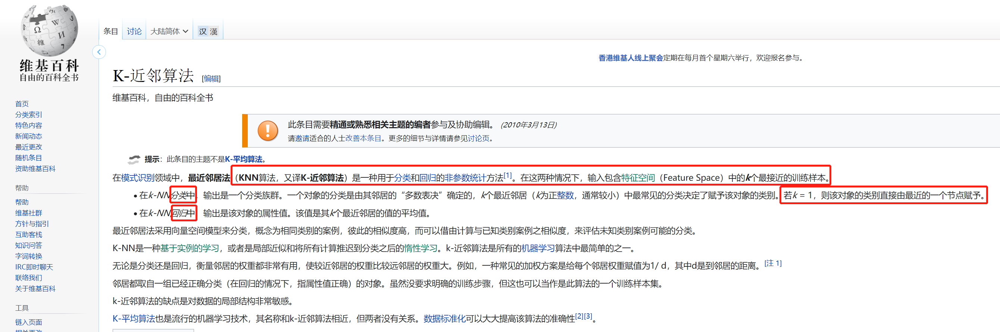 维基百科
自由的百科全书
条目 讨论 大陆简体 汉 漢
香港维基人线上聚会定期在每月首个星期六举行，欢迎报名参与。
K-近邻算法 [编辑]
维基百科，自由的百科全书
此条目需要精通或熟悉相关主题的编者参与及协助编辑。 (2010年3月13日)
请邀请适合的人士改善本条目。更多的细节与详情请参见讨论页。
提示：此条目的主题不是K-平均算法。
在模式识别领域中，最近邻居法（KNN算法，又译K-近邻算法）是一种用于分类和回归的非参数统计方法[1]。在这两种情况下，输入包含特征空间（Feature Space）中的k个最接近的训练样本。
• 在k-NN分类中，输出是一个分类族群。一个对象的分类是由其邻居的“多数表决”确定的，k个最近邻居（k为正整数，通常较小）中最常见的分类决定了赋予该对象的类别。若k = 1，则该对象的类别直接由最近的一个节点赋予。
• 在k-NN回归中，输出是该对象的属性值。该值是其k个最近邻居的值的平均值。
最近邻居法采用向量空间模型来分类，概念为相同类别的案例，彼此的相似度高，而可以借由计算与已知类别案例之相似度，来评估未知类别案例可能的分类。
K-NN是一种基于实例的学习，或者是局部近似和将所有计算推迟到分类之后的惰性学习。k-近邻算法是所有的机器学习算法中最简单的之一。
无论是分类还是回归，衡量邻居的权重都非常有用，使较近邻居的权重比较远邻居的权重大。例如，一种常见的加权方案是给每个邻居权重赋值为1/ d，其中d是到邻居的距离。[注 1]
邻居都取自一组已经正确分类（在回归的情况下，指属性值正确）的对象。虽然没要求明确的训练步骤，但这也可以当作是此算法的一个训练样本集。
k-近邻算法的缺点是对数据的局部结构非常敏感。
K-平均算法也是流行的机器学习技术，其名称和k-近邻算法相近，但两者没有关系。数据标准化可以大大提高该算法的准确性[2][3]。
首页
分类索引
特色内容
新闻动态
最近更改
随机条目
资助维基百科
帮助
帮助
维基社群
方针与指引
互助客栈
知识问答
字词转换
IRC即时聊天
联络我们
关于维基百科
工具
链入页面